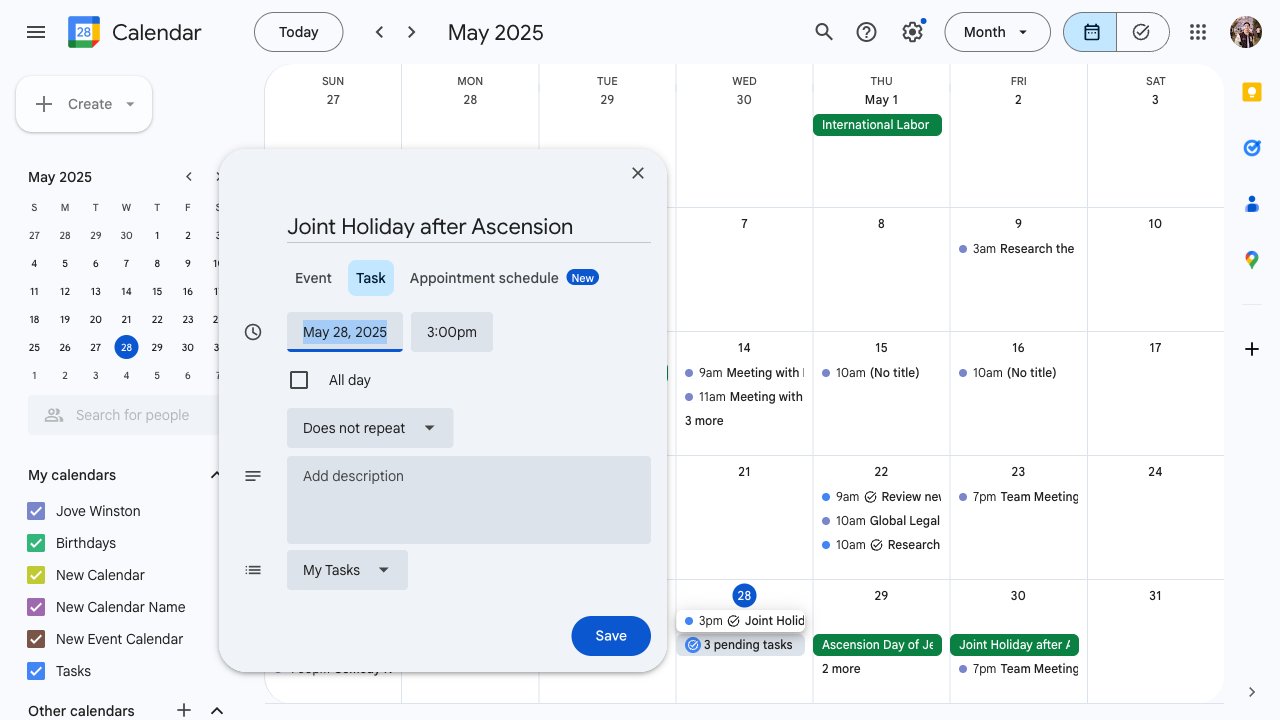 28
Calendar
Today
May 2025
Month
Create
May 2025
S M T W T F
27 28 29 30 1 2
4 5 6 7 8 9
11 12 13 14 15 16
18 19 20 21 22 23
25 26 27 28 29 30
1 2 3 4 5 6
Search for people
My calendars
Jove Winston
Birthdays
New Calendar
New Calendar Name
New Event Calendar
Tasks
Other calendars
Joint Holiday after Ascension
Event
Task
Appointment schedule
New
May 28, 2025
3:00pm
All day
Does not repeat
Add description
My Tasks
Save
SUN MON TUE WED THU FRI SAT
27 28 29 30 May 1 2 3
International Labor
7 8 9 10
3am Research the
14 15 16 17
9am Meeting with
10am (No title)
10am (No title)
11am Meeting with
3 more
21 22 23 24
9am Review nev
7pm Team Meeting
10am Global Legal
10am Research
28 29 30 31
3pm Joint Holid
3 pending tasks
Ascension Day of Je
Joint Holiday after A
2 more
7pm Team Meeting